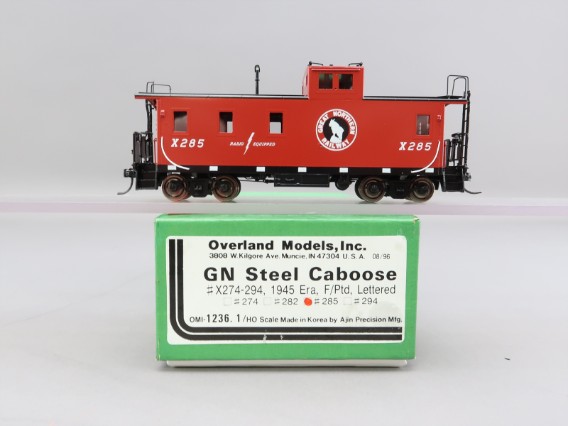 X285
RADIO EQUIPPED
GREAT NORTHERN
RAILWAY
X285
Overland Models, Inc.
3808 W. Kilgore Ave. Muncie, IN 47304 U.S.A. 08/96
GN Steel Caboose
#X274-294, 1945 Era, F/Ptd, Lettered
#274 #282 #285 #294
OMI-1236.1/HO Scale Made in Korea by Ajin Precision Mfg.